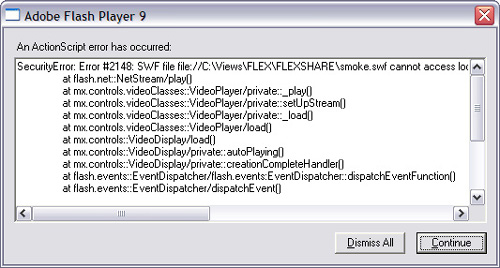 Adobe Flash Player 9
An ActionScript error has occurred:
SecurityError: Error #2148: SWF file file://C:\Views\FLEX\FLEXSHARE\smoke.swf cannot access loc
at flash.net::NetStream/play()
at mx.controls.videoClasses::VideoPlayer/private::_play()
at mx.controls.videoClasses::VideoPlayer/private::setUpStream()
at mx.controls.videoClasses::VideoPlayer/private::_load()
at mx.controls.videoClasses::VideoPlayer/load()
at mx.controls::VideoDisplay/load()
at mx.controls::VideoDisplay/private::autoPlaying()
at mx.controls::VideoDisplay/private::creationCompleteHandler()
at flash.events::EventDispatcher/flash.events:EventDispatcher::dispatchEventFunction()
at flash.events::EventDispatcher/dispatchEvent()
Dismiss All
Continue